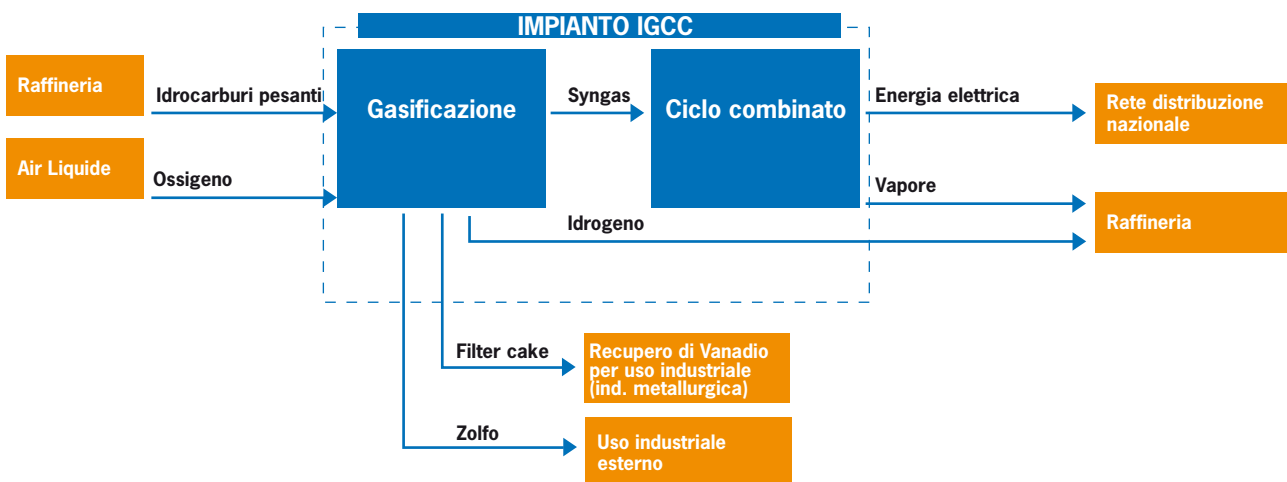 IMPIANTO IGCC
Raffineria
Idrocarburi pesanti
Gasificazione
Syngas
Ciclo combinato
Energia elettrica
Rete distribuzione
nazionale
Air Liquide
Ossigeno
Vapore
Idrogeno
Raffineria
Filter cake
Recupero di Vanadio
per uso industriale
(ind. metallurgica)
Zolfo
Uso industriale
esterno